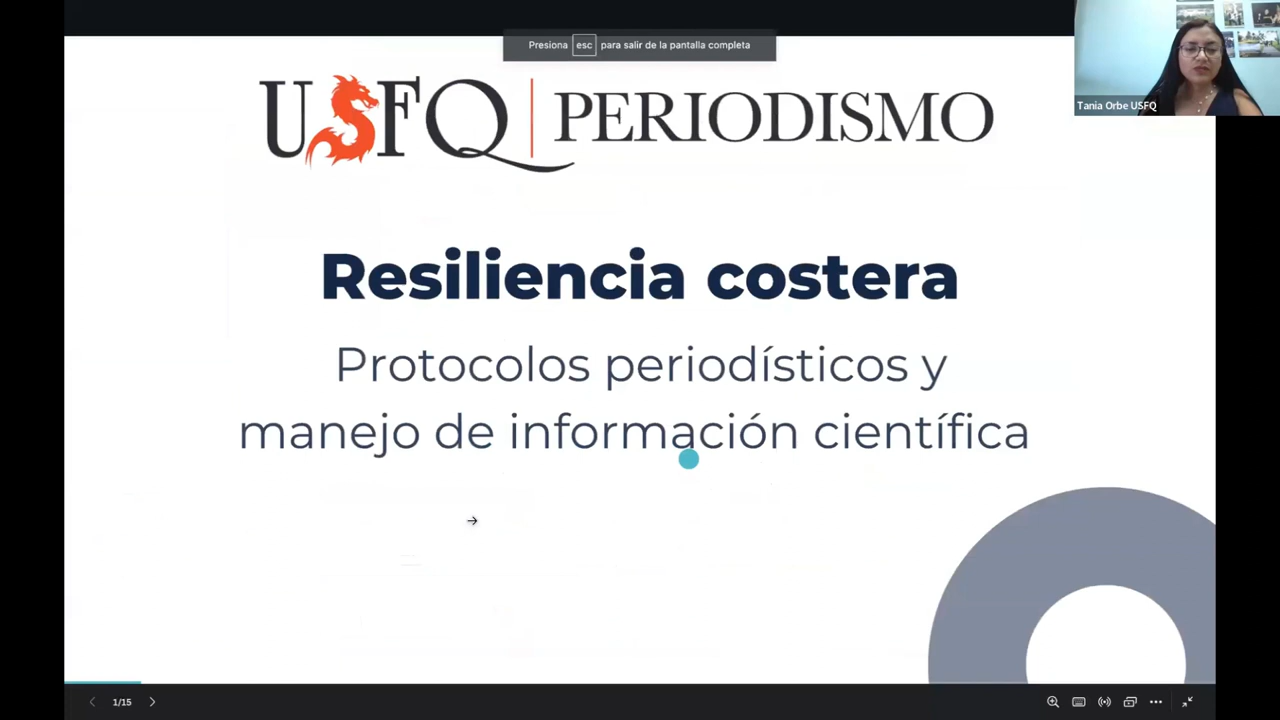 Presiona esc para salir de la pantalla completa
Tania Orbe USFQ
USFQ | PERIODISMO
Resiliencia costera
Protocolos periodísticos y
manejo de información científica
1/15